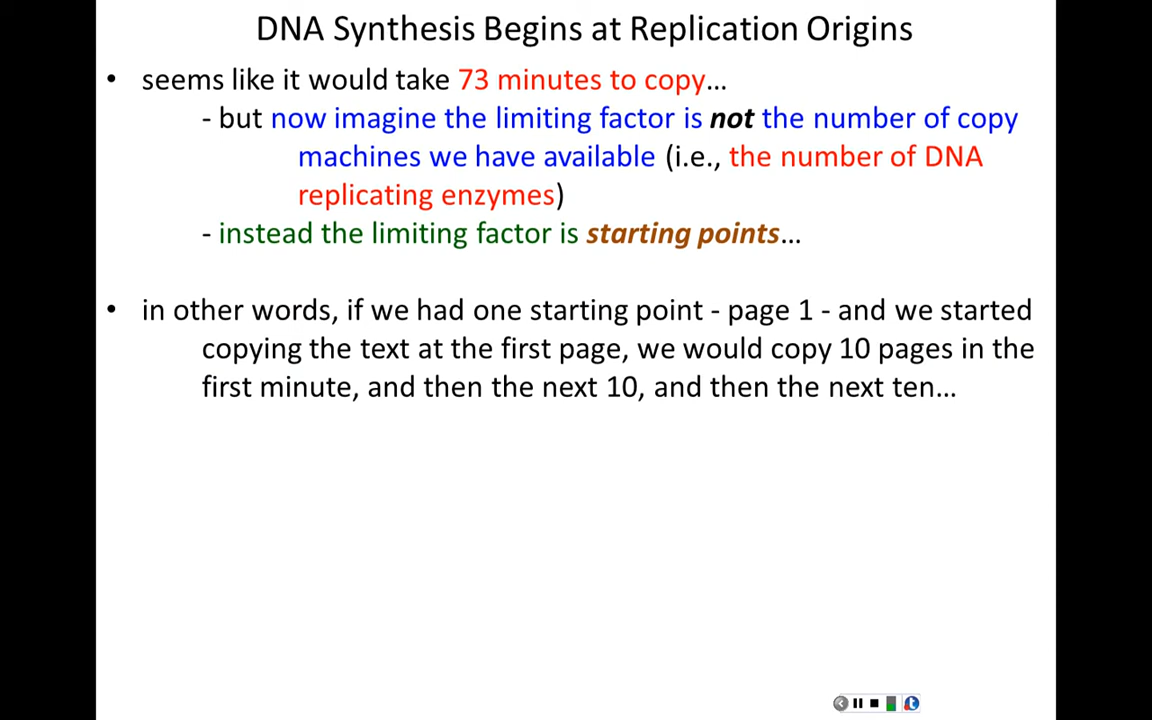 DNA Synthesis Begins at Replication Origins
• seems like it would take 73 minutes to copy…
- but now imagine the limiting factor is not the number of copy
machines we have available (i.e., the number of DNA
replicating enzymes)
- instead the limiting factor is starting points…
• in other words, if we had one starting point - page 1 - and we started
copying the text at the first page, we would copy 10 pages in the
first minute, and then the next 10, and then the next ten…